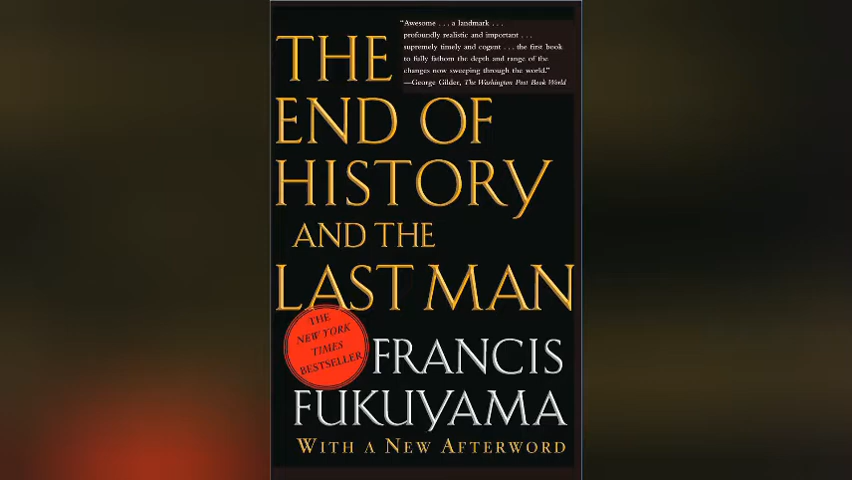 "Awesome . . . a landmark . . .
profoundly realistic and important . . .
supremely timely and cogent . . . the first book
to fully fathom the depth and range of the
changes now sweeping through the world."
—George Gilder, The Washington Post Book World
THE
END OF
HISTORY
AND THE
LAST MAN
THE
NEW YORK
TIMES
BESTSELLER
FRANCIS
FUKUYAMA
WITH A NEW AFTERWORD